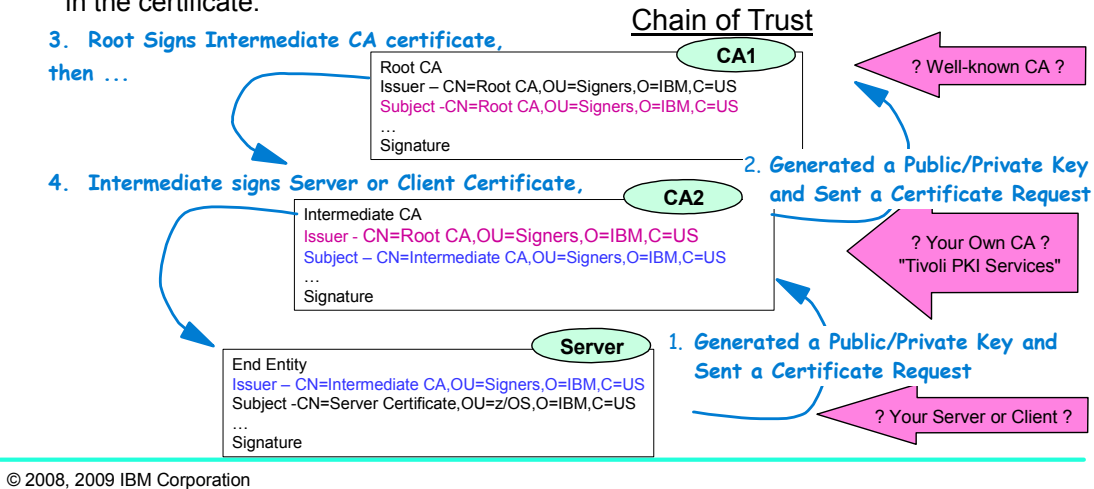 in the certificate.
Chain of Trust
3. Root Signs Intermediate CA certificate,
then ...
CA1
Root CA
Issuer – CN=Root CA,OU=Signers,O=IBM,C=US
Subject -CN=Root CA,OU=Signers,O=IBM,C=US
…
Signature
? Well-known CA ?
2. Generated a Public/Private Key
and Sent a Certificate Request
4. Intermediate signs Server or Client Certificate,
CA2
Intermediate CA
Issuer - CN=Root CA,OU=Signers,O=IBM,C=US
Subject – CN=Intermediate CA,OU=Signers,O=IBM,C=US
…
Signature
? Your Own CA ?
"Tivoli PKI Services"
1. Generated a Public/Private Key and
Sent a Certificate Request
Server
End Entity
Issuer – CN=Intermediate CA,OU=Signers,O=IBM,C=US
Subject -CN=Server Certificate,OU=z/OS,O=IBM,C=US
…
Signature
? Your Server or Client ?
© 2008, 2009 IBM Corporation